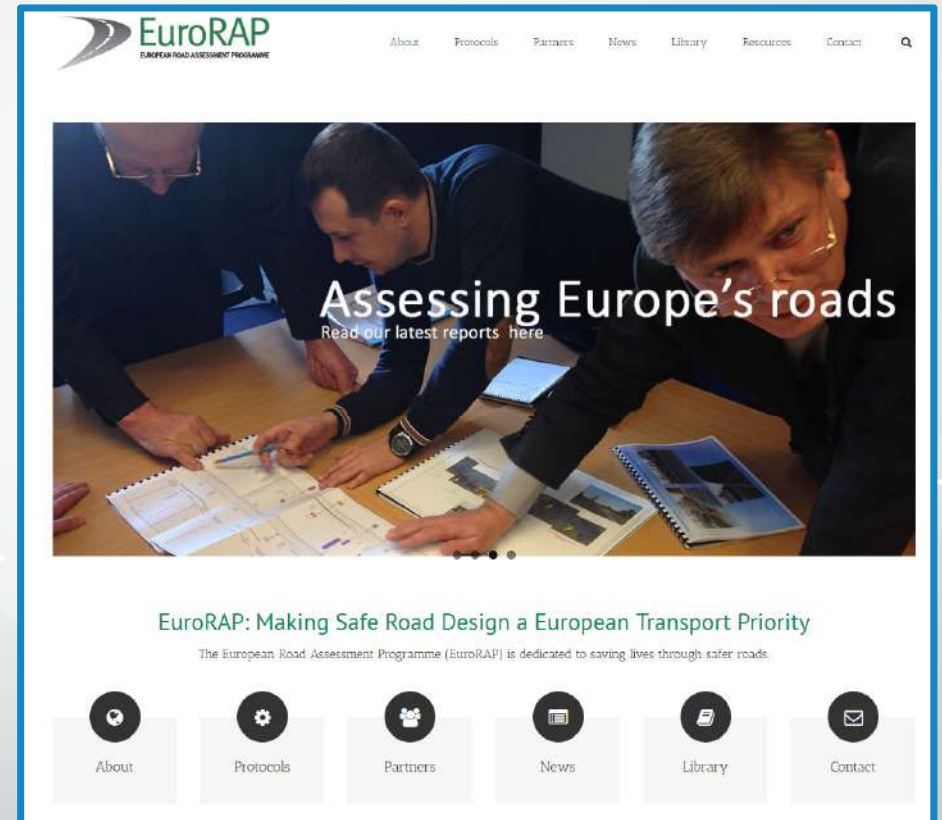 EuroRAP
EUROPEAN ROAD ASSESSMENT PROGRAMME
About Protocols Partners News Library Resources Contact
Assessing Europe's roads
Read our latest reports here
EuroRAP: Making Safe Road Design a European Transport Priority
The European Road Assessment Programme (EuroRAP) is dedicated to saving lives through safer roads.
About Protocols Partners News Library Contact